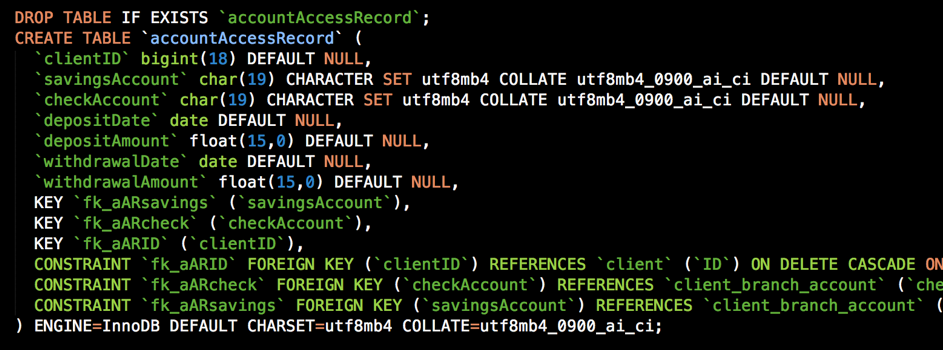 DROP TABLE IF EXISTS `accountAccessRecord`;
CREATE TABLE `accountAccessRecord` (
`clientID` bigint(18) DEFAULT NULL,
`savingsAccount` char(19) CHARACTER SET utf8mb4 COLLATE utf8mb4_0900_ai_ci DEFAULT NULL,
`checkAccount` char(19) CHARACTER SET utf8mb4 COLLATE utf8mb4_0900_ai_ci DEFAULT NULL,
`depositDate` date DEFAULT NULL,
`depositAmount` float(15,0) DEFAULT NULL,
`withdrawalDate` date DEFAULT NULL,
`withdrawalAmount` float(15,0) DEFAULT NULL,
KEY `fk_aARsavings` (`savingsAccount`),
KEY `fk_aARcheck` (`checkAccount`),
KEY `fk_aARID` (`clientID`),
CONSTRAINT `fk_aARID` FOREIGN KEY (`clientID`) REFERENCES `client` (`ID`) ON DELETE CASCADE ON
CONSTRAINT `fk_aARcheck` FOREIGN KEY (`checkAccount`) REFERENCES `client_branch_account` (`che
CONSTRAINT `fk_aARsavings` FOREIGN KEY (`savingsAccount`) REFERENCES `client_branch_account` (
) ENGINE=InnoDB DEFAULT CHARSET=utf8mb4 COLLATE=utf8mb4_0900_ai_ci;